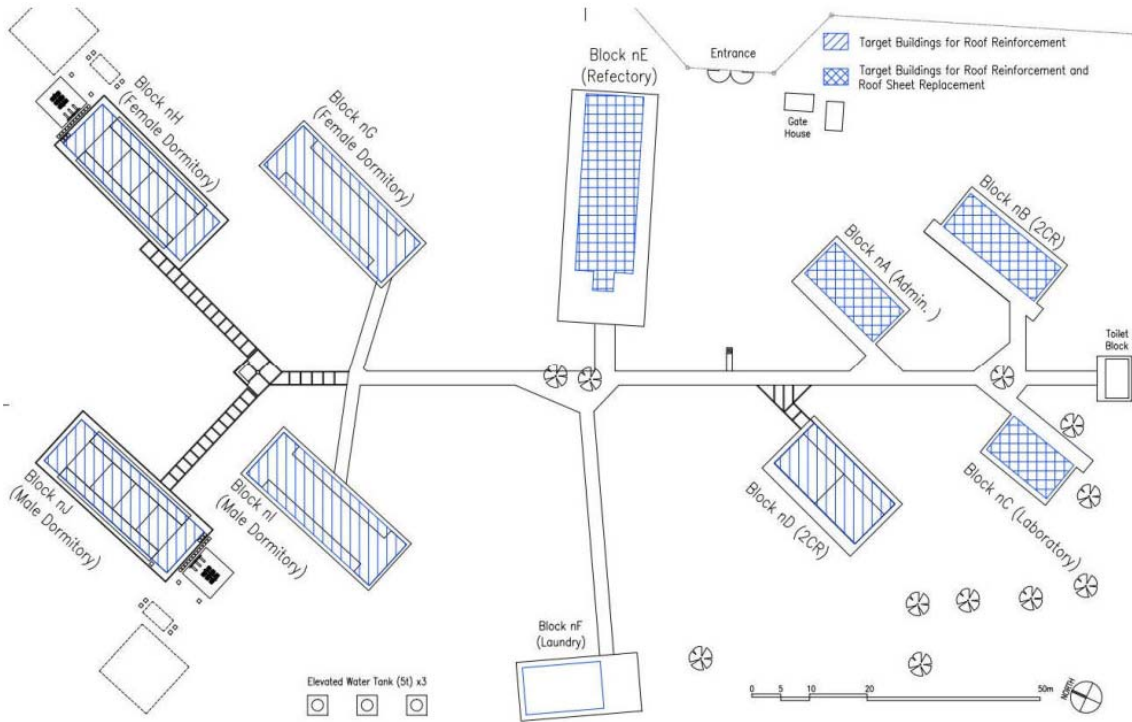 Block nE
(Refectory)
Entrance
Target Buildings for Roof Reinforcement
Target Buildings for Roof Reinforcement and
Roof Sheet Replacement
Gate
House
Block nH
(Female Dormitory)
Block nG
(Female Dormitory)
Block nB (2CR)
Block nA (Admin. )
Toilet
Block
Block nJ
(Male Dormitory)
Block nI
(Male Dormitory)
Block nD (2CR)
Block nC (Laboratory)
Block nF
(Laundry)
Elevated Water Tank (5t) x3
0 5 10 20 50m
NORTH